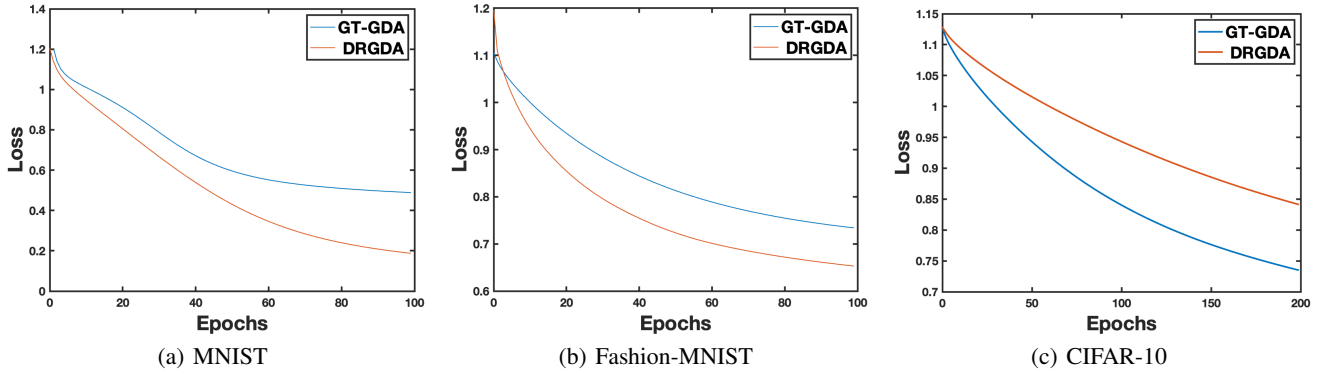 1.4
1.2
1
0.8
0.6
0.4
0.2
0
Loss
0 20 40 60 80 100
Epochs
GT-GDA
DRGDA
(a) MNIST
1.2
1.1
1
0.9
0.8
0.7
0.6
Loss
0 20 40 60 80 100
Epochs
GT-GDA
DRGDA
(b) Fashion-MNIST
1.15
1.1
1.05
1
0.95
0.9
0.85
0.8
0.75
0.7
Loss
0 50 100 150 200
Epochs
GT-GDA
DRGDA
(c) CIFAR-10